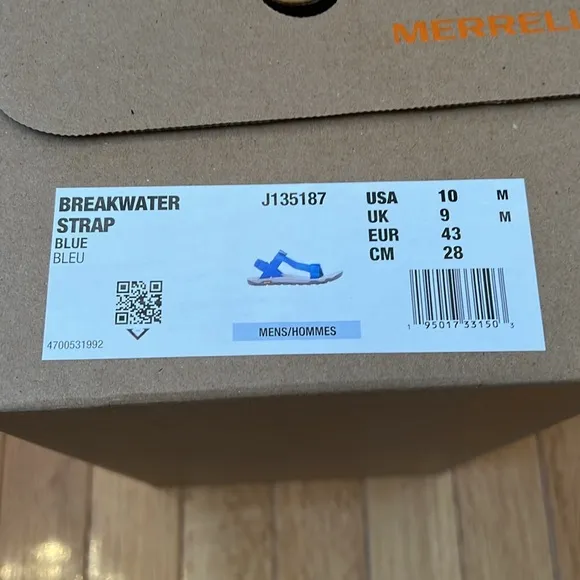 MERRELL
BREAKWATER STRAP
BLUE
BLEU
J135187
USA 10 M
UK 9 M
EUR 43
CM 28
MENS/HOMMES
4700531992
1 95017 33150 3